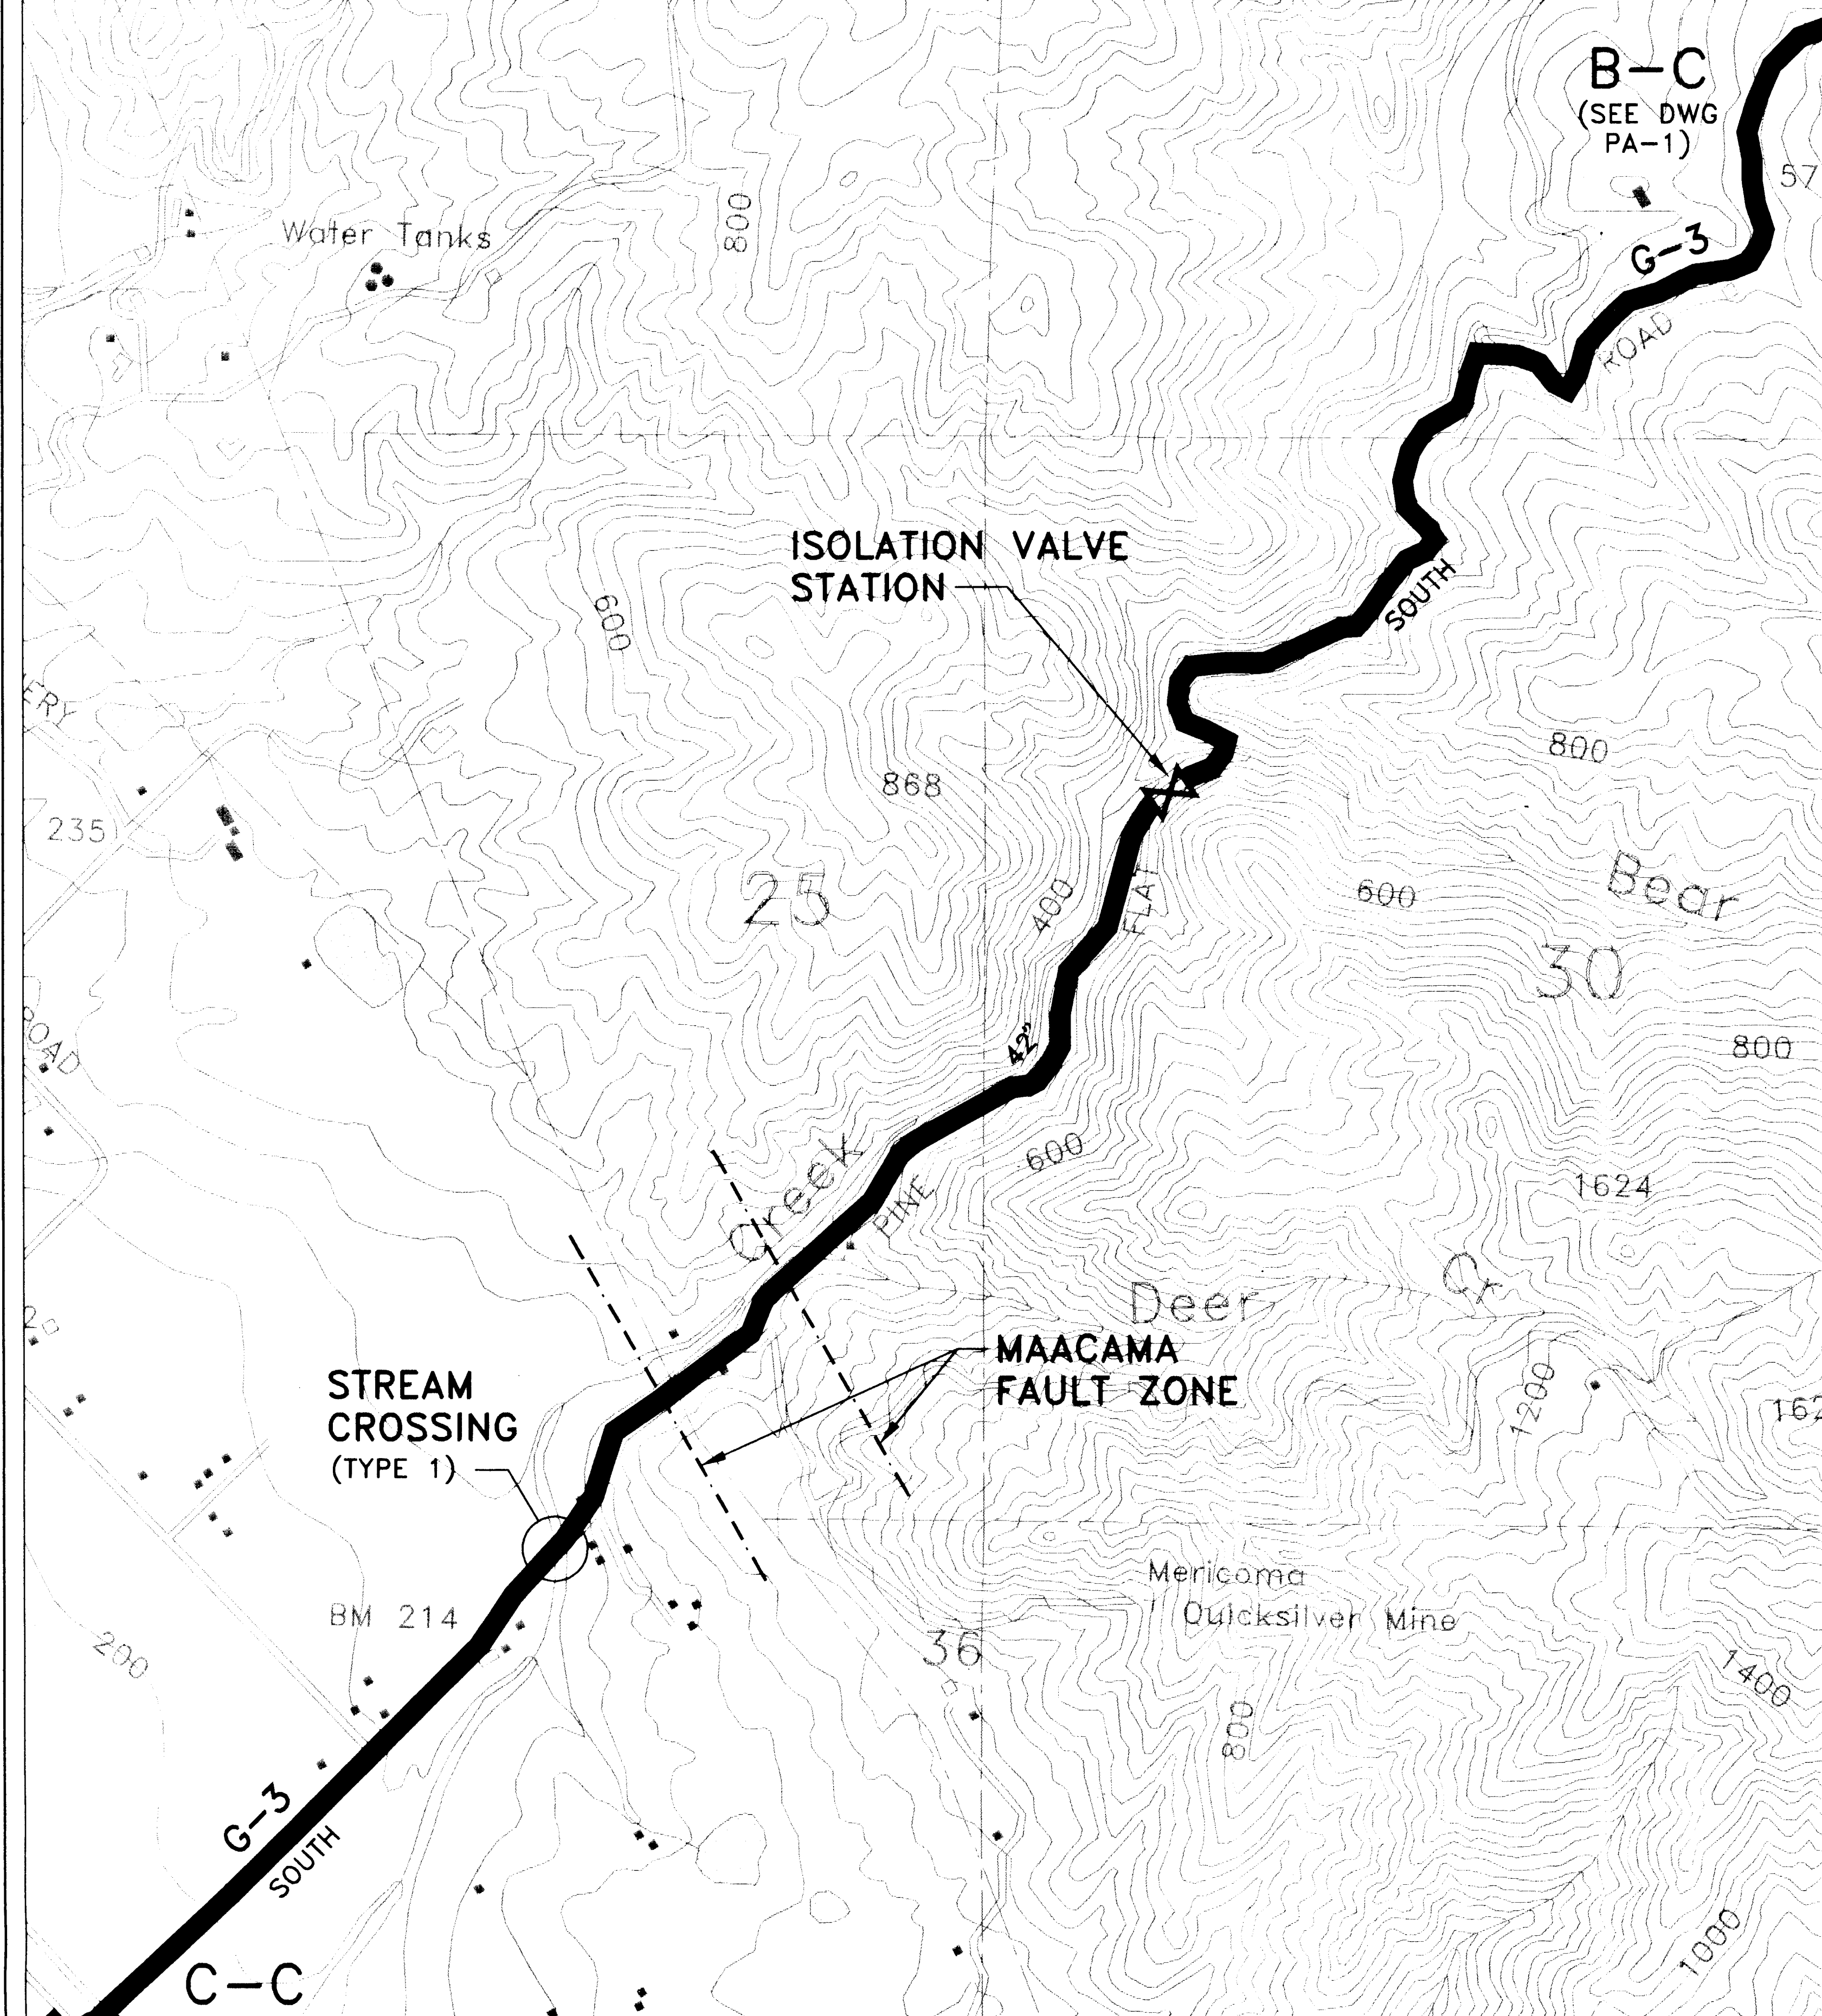 B-C
(SEE DWG
PA-1)
57
G-3
Water Tanks
800
ROAD
ISOLATION VALVE
STATION
600
SOUTH
ERY
800
868
235
25
400
FLAT
600
Bear
30
42"
ROAD
800
Creek
600
PINE
1624
Deer
Cr
2
MAACAMA
FAULT ZONE
STREAM
CROSSING
(TYPE 1)
1200
162
Mericoma
Quicksilver Mine
BM 214
200
36
1400
800
G-3
SOUTH
1000
C-C